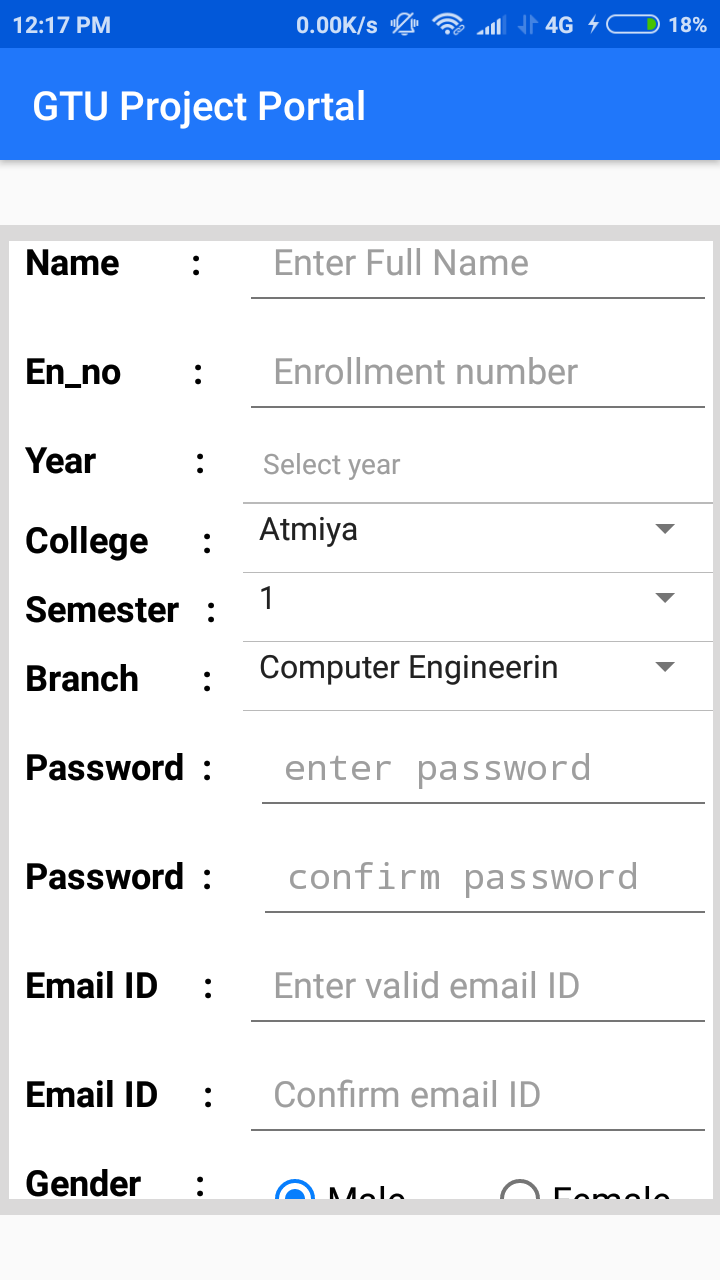 12:17 PM 0.00K/s 4G 18%
GTU Project Portal
Name : Enter Full Name
En_no : Enrollment number
Year : Select year
College : Atmiya
Semester : 1
Branch : Computer Engineerin
Password : enter password
Password : confirm password
Email ID : Enter valid email ID
Email ID : Confirm email ID
Gender : Male Female